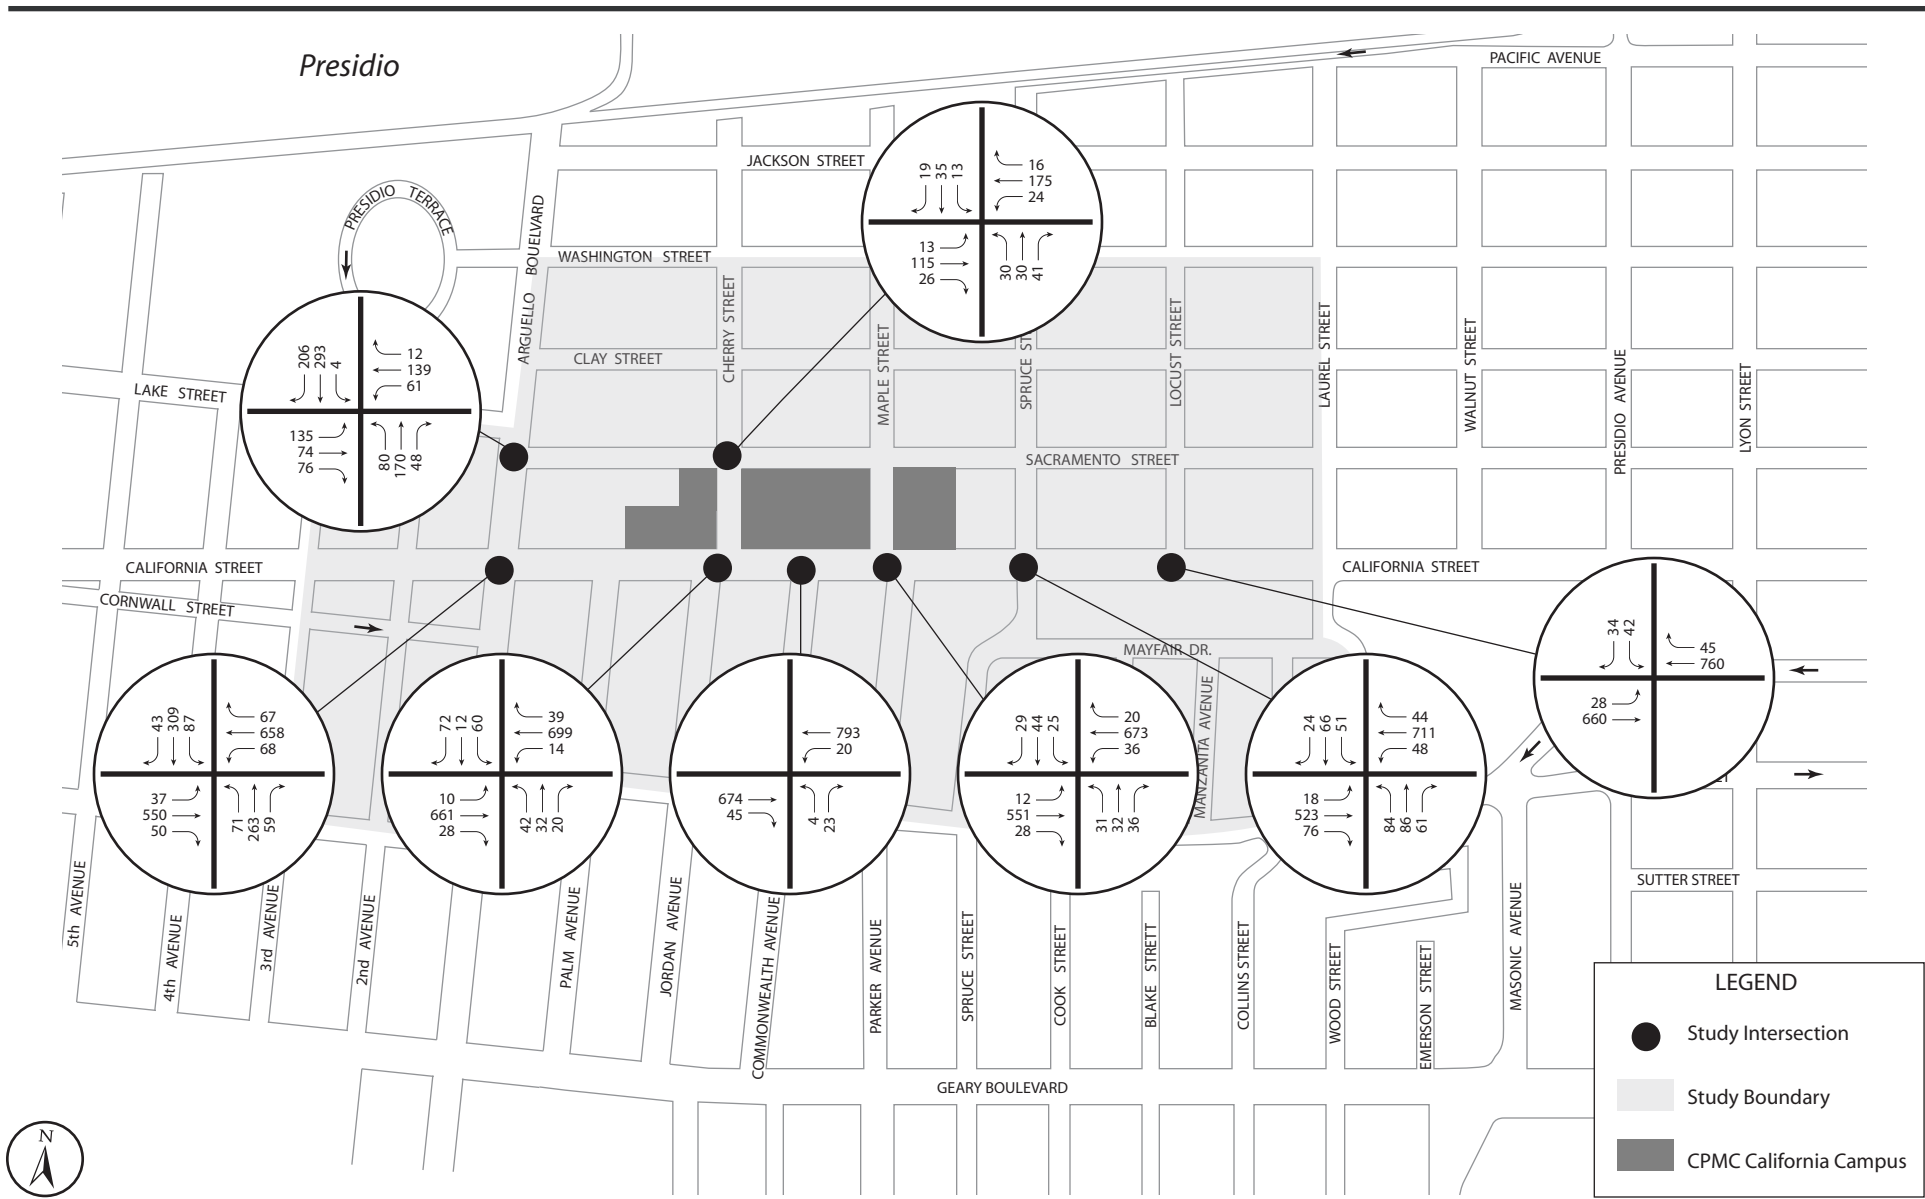 Presidio
PACIFIC AVENUE
JACKSON STREET
PRESIDIO TERRACE
ARGUELLO BOUELVARD
WASHINGTON STREET
19
35
13
16
175
24
13
115
26
30
30
41
CHERRY STREET
MAPLE STREET
SPRUCE ST
LOCUST STREET
LAUREL STREET
WALNUT STREET
PRESIDIO AVENUE
LYON STREET
CLAY STREET
LAKE STREET
206
293
4
12
139
61
135
74
76
80
170
48
SACRAMENTO STREET
CALIFORNIA STREET
CALIFORNIA STREET
CORNWALL STREET
MAYFAIR DR.
MANZANITA AVENUE
34
42
45
760
28
660
43
309
87
67
658
68
37
550
50
71
263
59
72
12
60
39
699
14
10
661
28
42
32
20
793
20
674
45
4
23
29
44
25
20
673
36
12
551
28
31
32
36
24
66
51
44
711
48
18
523
76
84
86
61
SUTTER STREET
5th AVENUE
4th AVENUE
3rd AVENUE
2nd AVENUE
PALM AVENUE
JORDAN AVENUE
COMMONWEALTH AVENUE
PARKER AVENUE
SPRUCE STREET
COOK STREET
BLAKE STRETT
COLLINS STREET
WOOD STREET
EMERSON STREET
MASONIC AVENUE
GEARY BOULEVARD
LEGEND
Study Intersection
Study Boundary
CPMC California Campus
N